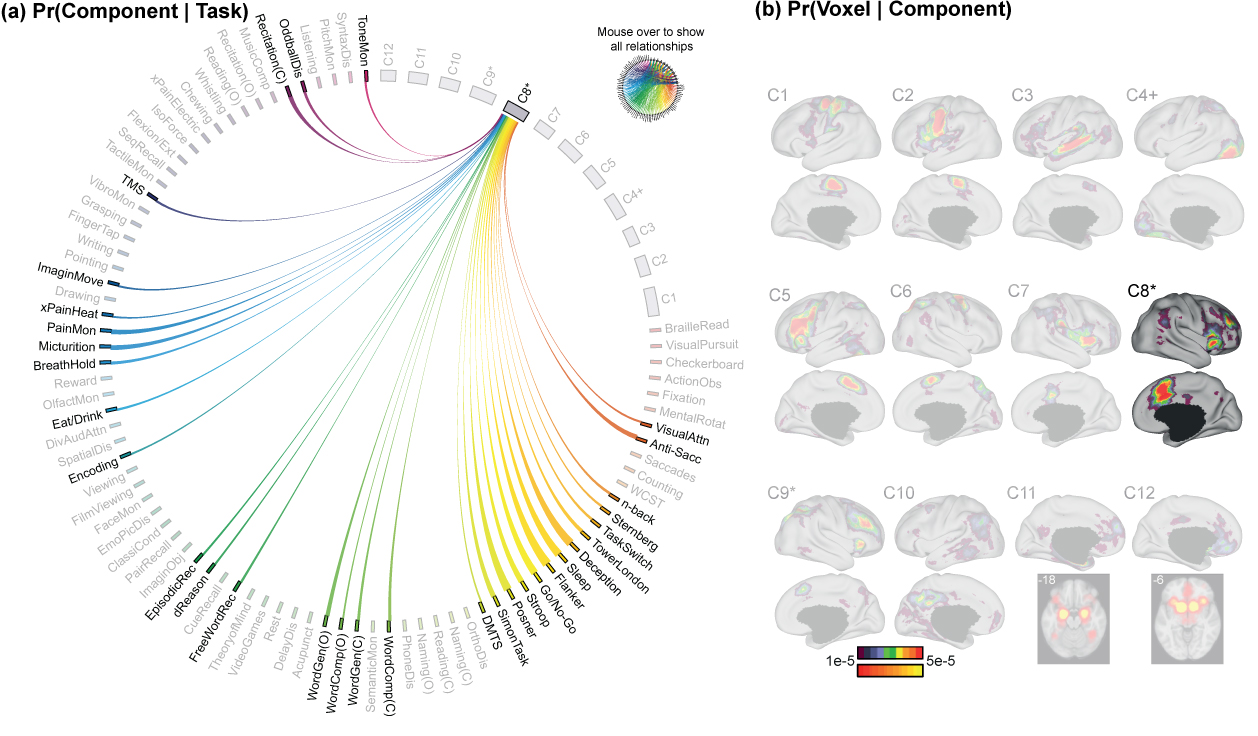 (a) Pr(Component | Task)
(b) Pr(Voxel | Component)
Mouse over to show
all relationships
C12
C11
C10
C9*
C8*
C7
C6
C5
C4+
C3
C2
C1
BrailleRead
VisualPursuit
Checkerboard
ActionObs
Fixation
MentalRotat
VisualAttn
Anti-Sacc
Saccades
Counting
WCST
n-back
Sternberg
TaskSwitch
TowerLondon
Deception
Sleep
Flanker
Go/No-Go
Stroop
Posner
SimonTask
DMTS
OrthoDis
Naming(C)
Reading(C)
Naming(O)
PhoneDis
WordComp(C)
SemanticMon
WordGen(C)
WordComp(O)
WordGen(O)
Acupunct
DelayDis
Rest
VideoGames
TheoryofMind
FreeWordRec
CueRecall
dReason
EpisodicRec
ImaginObj
PairRecall
ClassiCond
EmoPicDis
FaceMon
FilmViewing
Viewing
Encoding
SpatialDis
DivAudAttn
Eat/Drink
OlfactMon
Reward
BreathHold
Micturition
PainMon
xPainHeat
Drawing
ImaginMove
Pointing
Writing
FingerTap
Grasping
VibroMon
TMS
TactileMon
SeqRecall
Flexion/Ext
IsoForce
Chewing
xPainElectric
Whistling
Reading(O)
Recitation(O)
MusicComp
Recitation(C)
OddballDis
Listening
PitchMon
SyntaxDis
ToneMon
C1
C2
C3
C4+
C5
C6
C7
C8*
C9*
C10
C11
C12
-18
-6
1e-5
5e-5